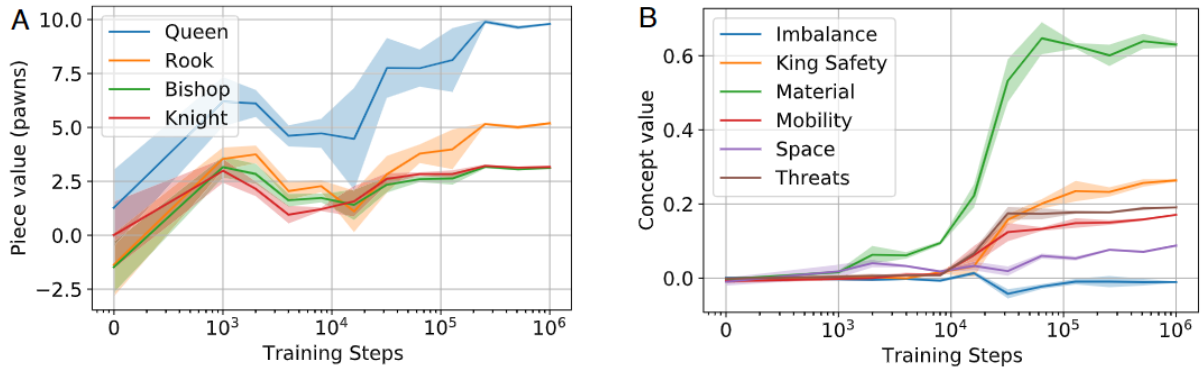 A
Piece value (pawns)
10.0
7.5
5.0
2.5
0.0
−2.5
Queen
Rook
Bishop
Knight
0
10³
10⁴
10⁵
10⁶
Training Steps
B
Concept value
0.6
0.4
0.2
0.0
Imbalance
King Safety
Material
Mobility
Space
Threats
0
10³
10⁴
10⁵
10⁶
Training Steps